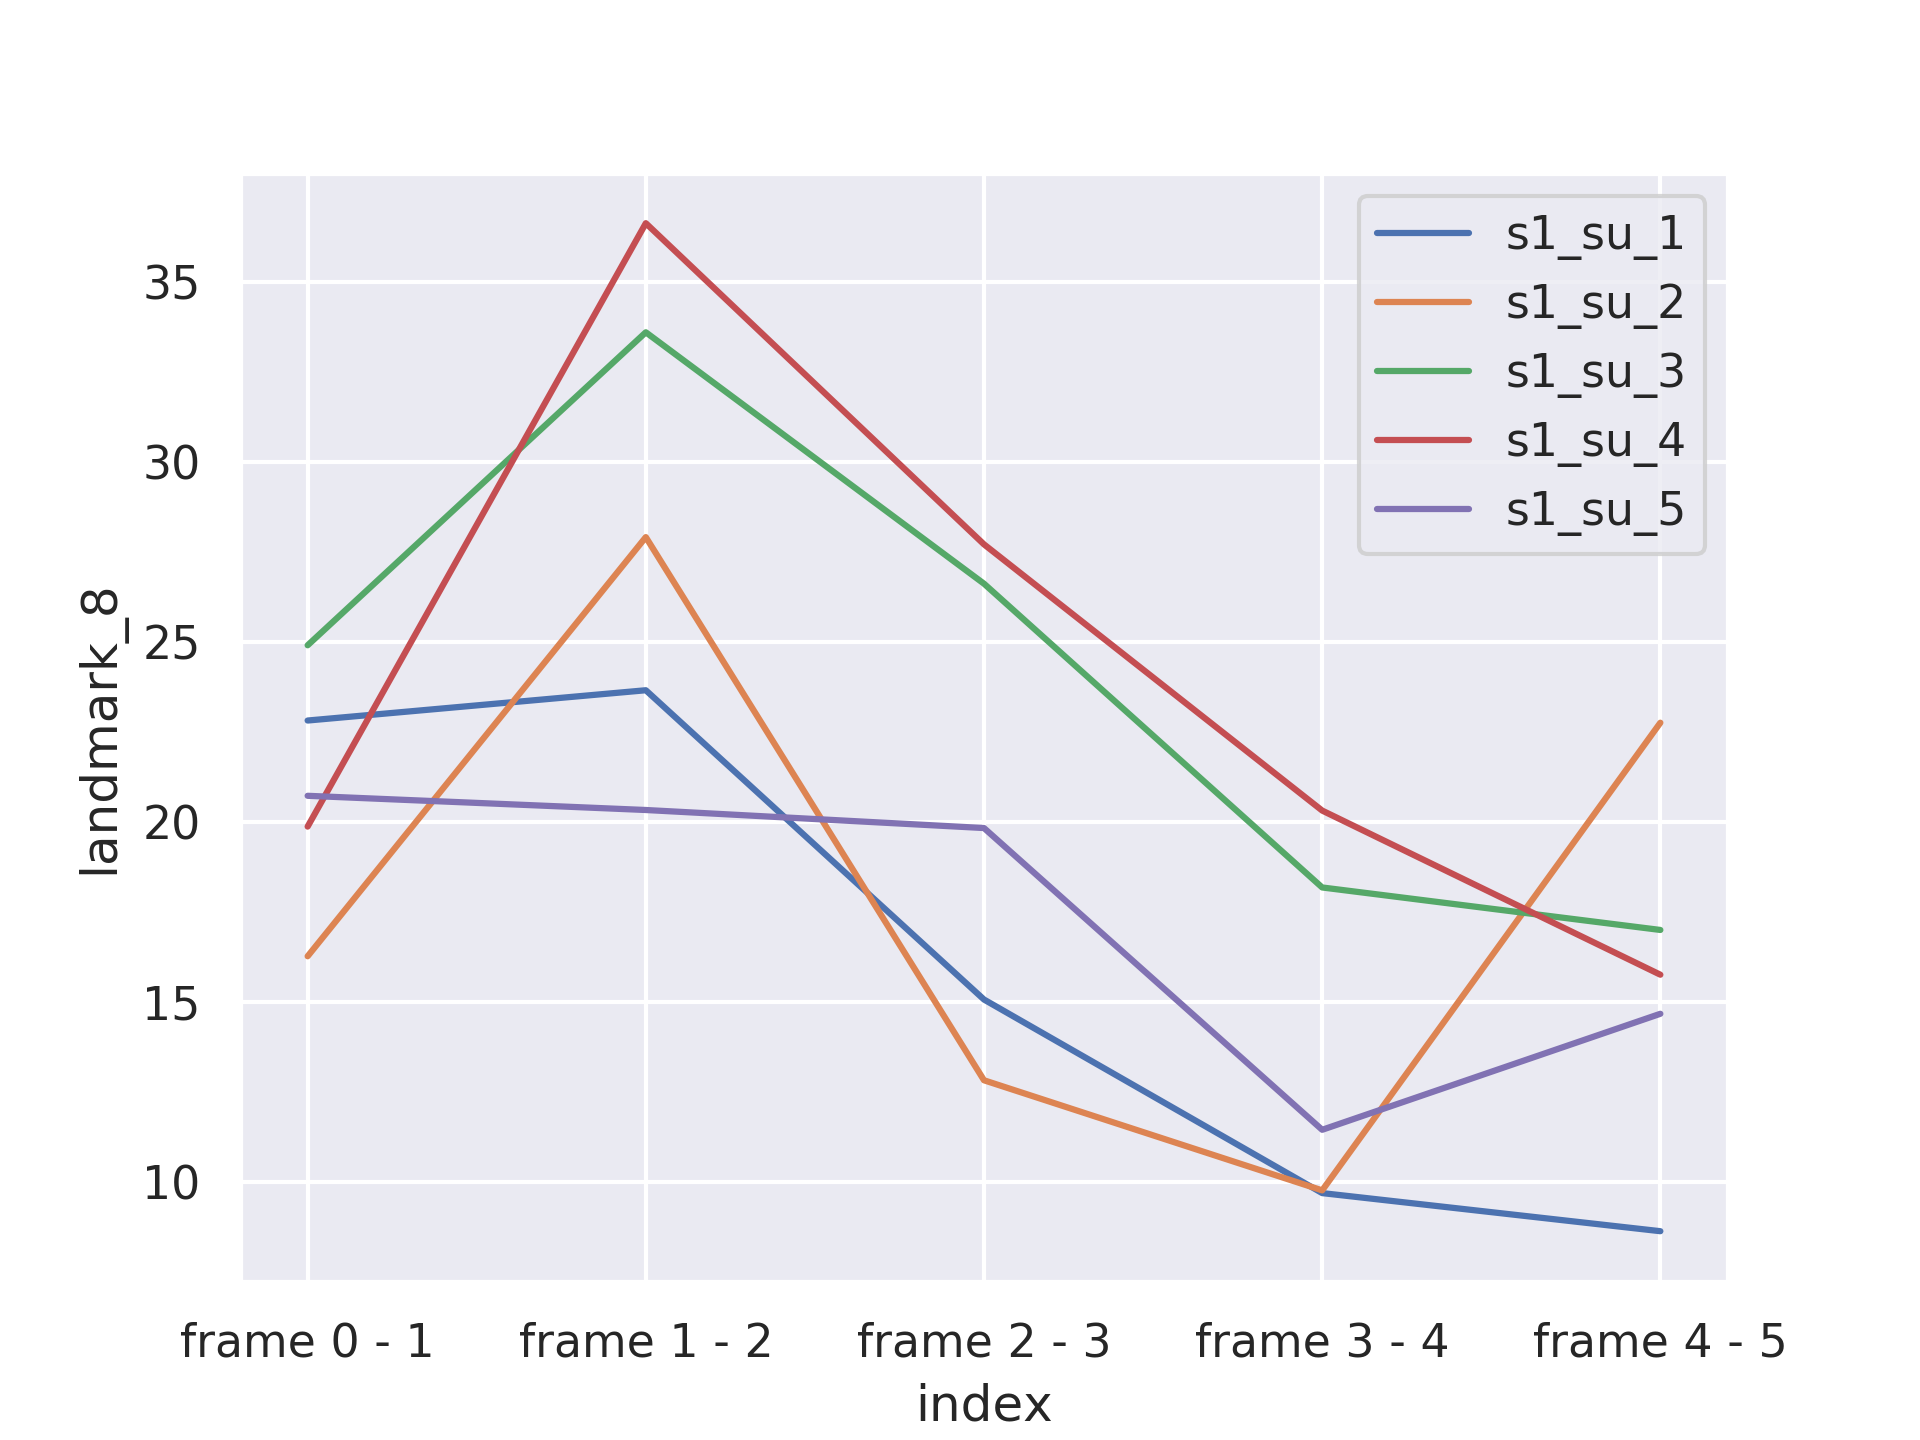 s1_su_1
s1_su_2
s1_su_3
s1_su_4
s1_su_5
landmark_8
35
30
25
20
15
10
frame 0 - 1
frame 1 - 2
frame 2 - 3
frame 3 - 4
frame 4 - 5
index